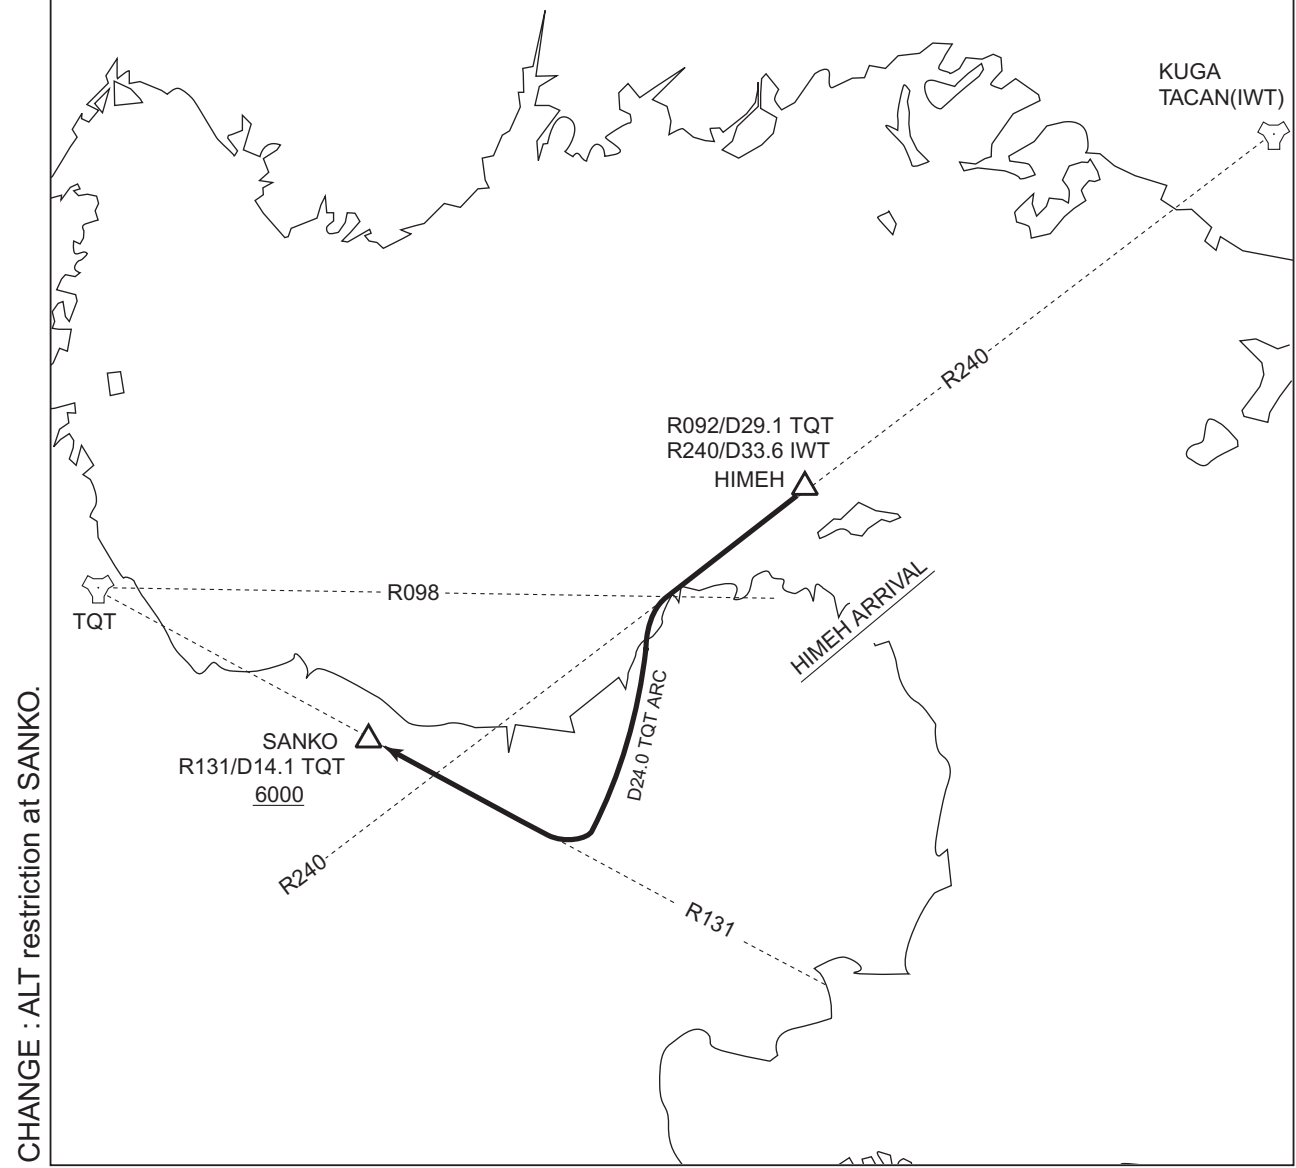 KUGA
TACAN(IWT)
R240
R092/D29.1 TQT
R240/D33.6 IWT
HIMEH
R098
TQT
HIMEH ARRIVAL
D24.0 TQT ARC
SANKO
R131/D14.1 TQT
6000
R240
R131
CHANGE : ALT restriction at SANKO.